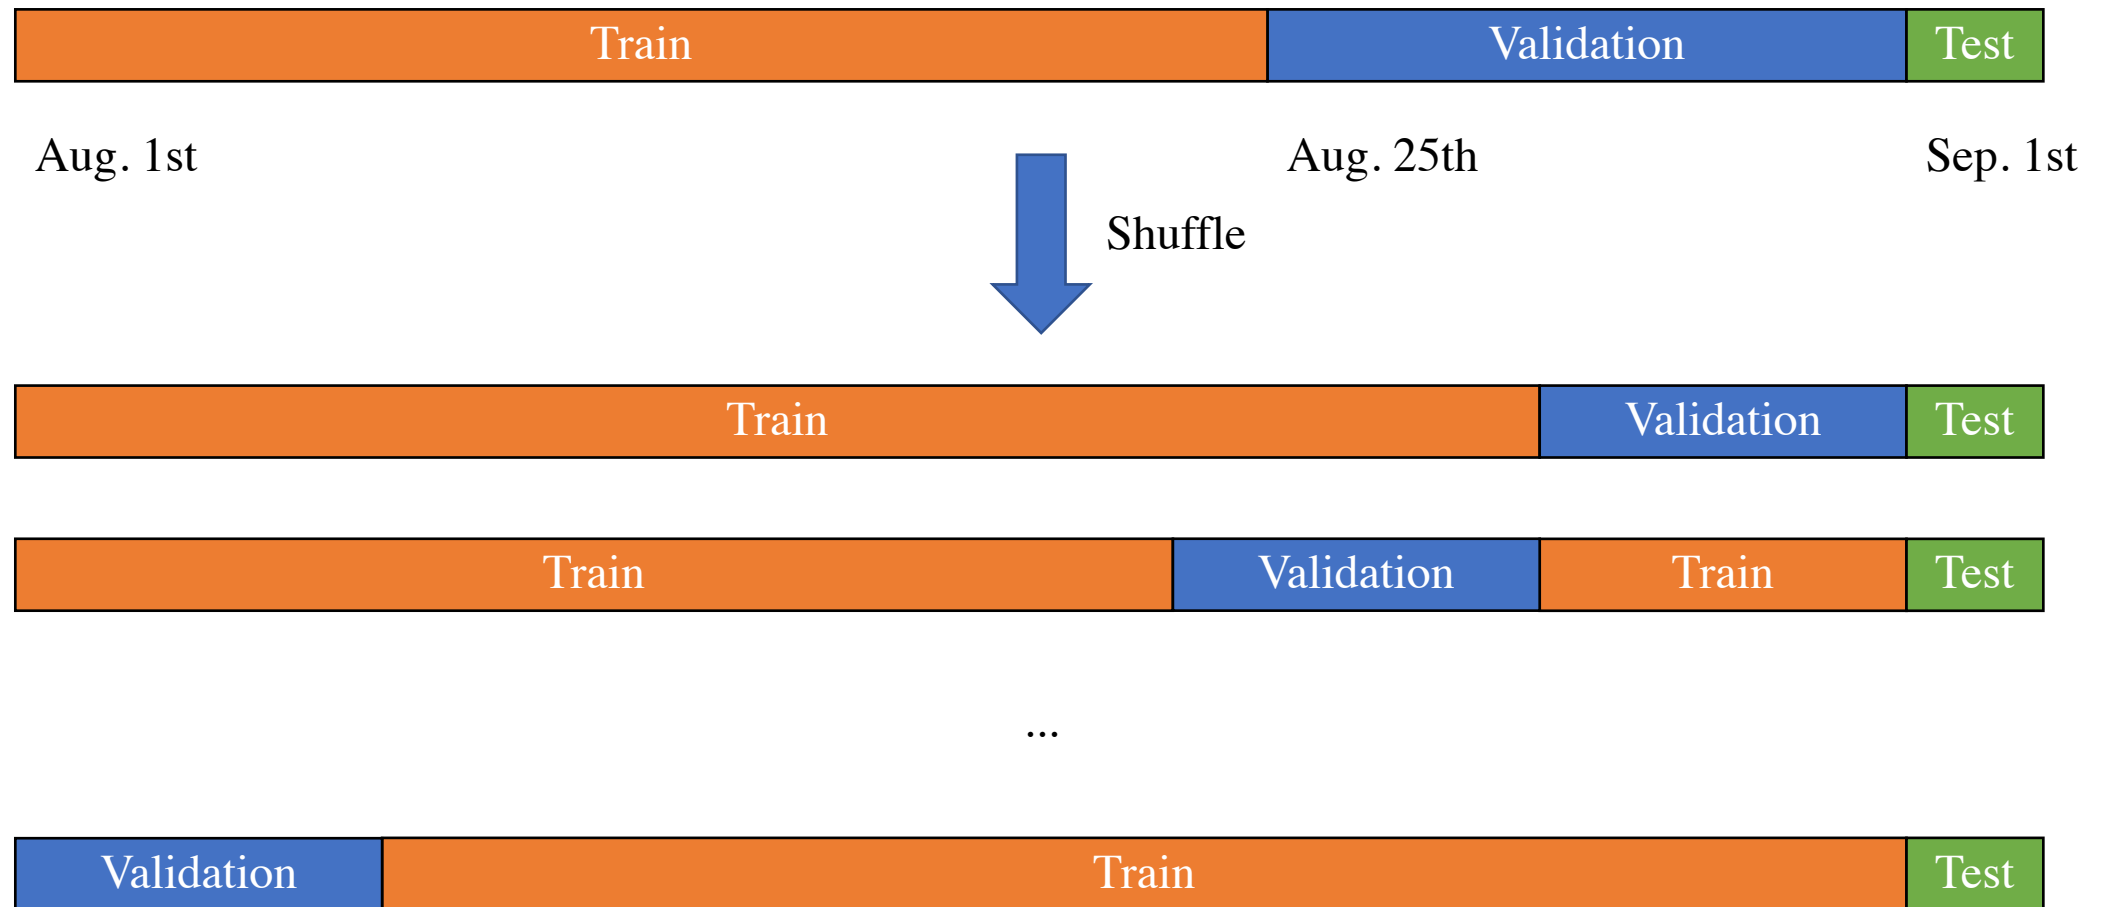 Train Validation Test
Aug. 1st Aug. 25th Sep. 1st
Shuffle
Train Validation Test
Train Validation Train Test
...
Validation Train Test